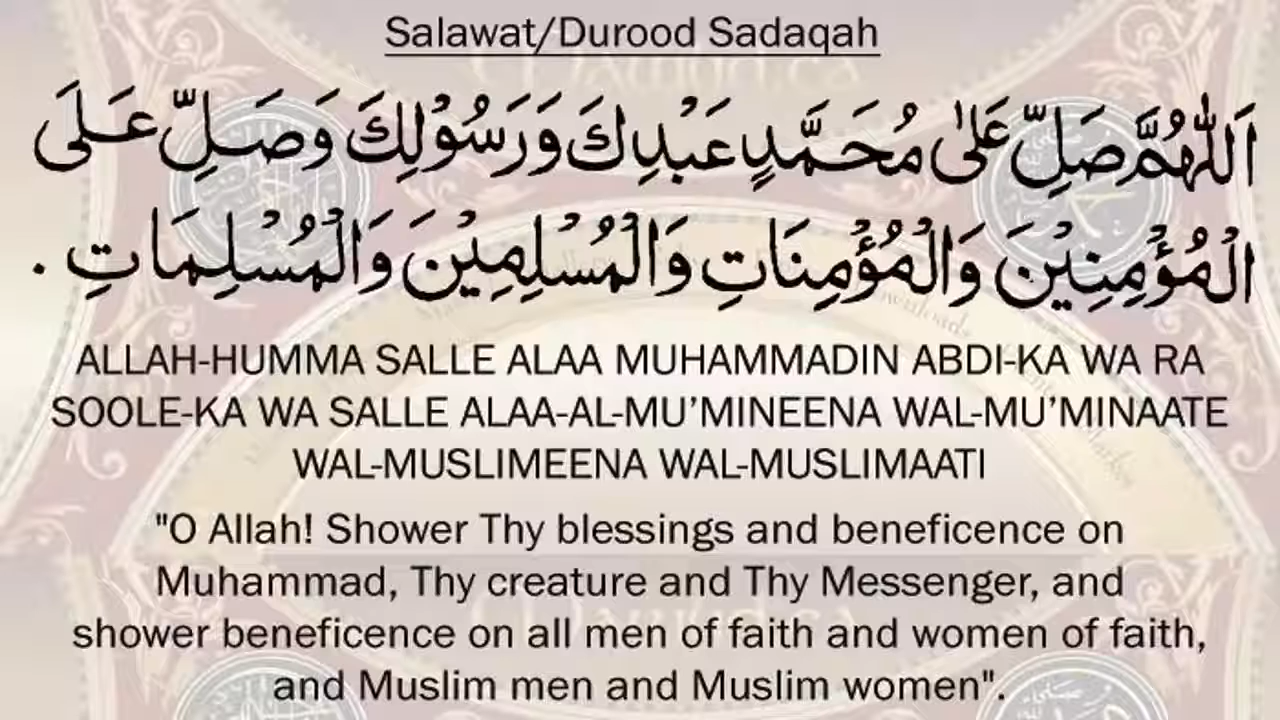 Salawat/Durood Sadaqah
اَللّٰهُمَّ صَلِّ عَلٰى مُحَمَّدٍ عَبْدِكَ وَرَسُوْلِكَ وَصَلِّ عَلَى
الْمُؤْمِنِيْنَ وَالْمُؤْمِنَاتِ وَالْمُسْلِمِيْنَ وَالْمُسْلِمَاتِ .
ALLAH-HUMMA SALLE ALAA MUHAMMADIN ABDI-KA WA RA
SOOLE-KA WA SALLE ALAA-AL-MU’MINEENA WAL-MU’MINAATE
WAL-MUSLIMEENA WAL-MUSLIMAATI
"O Allah! Shower Thy blessings and beneficence on
Muhammad, Thy creature and Thy Messenger, and
shower beneficence on all men of faith and women of faith,
and Muslim men and Muslim women".